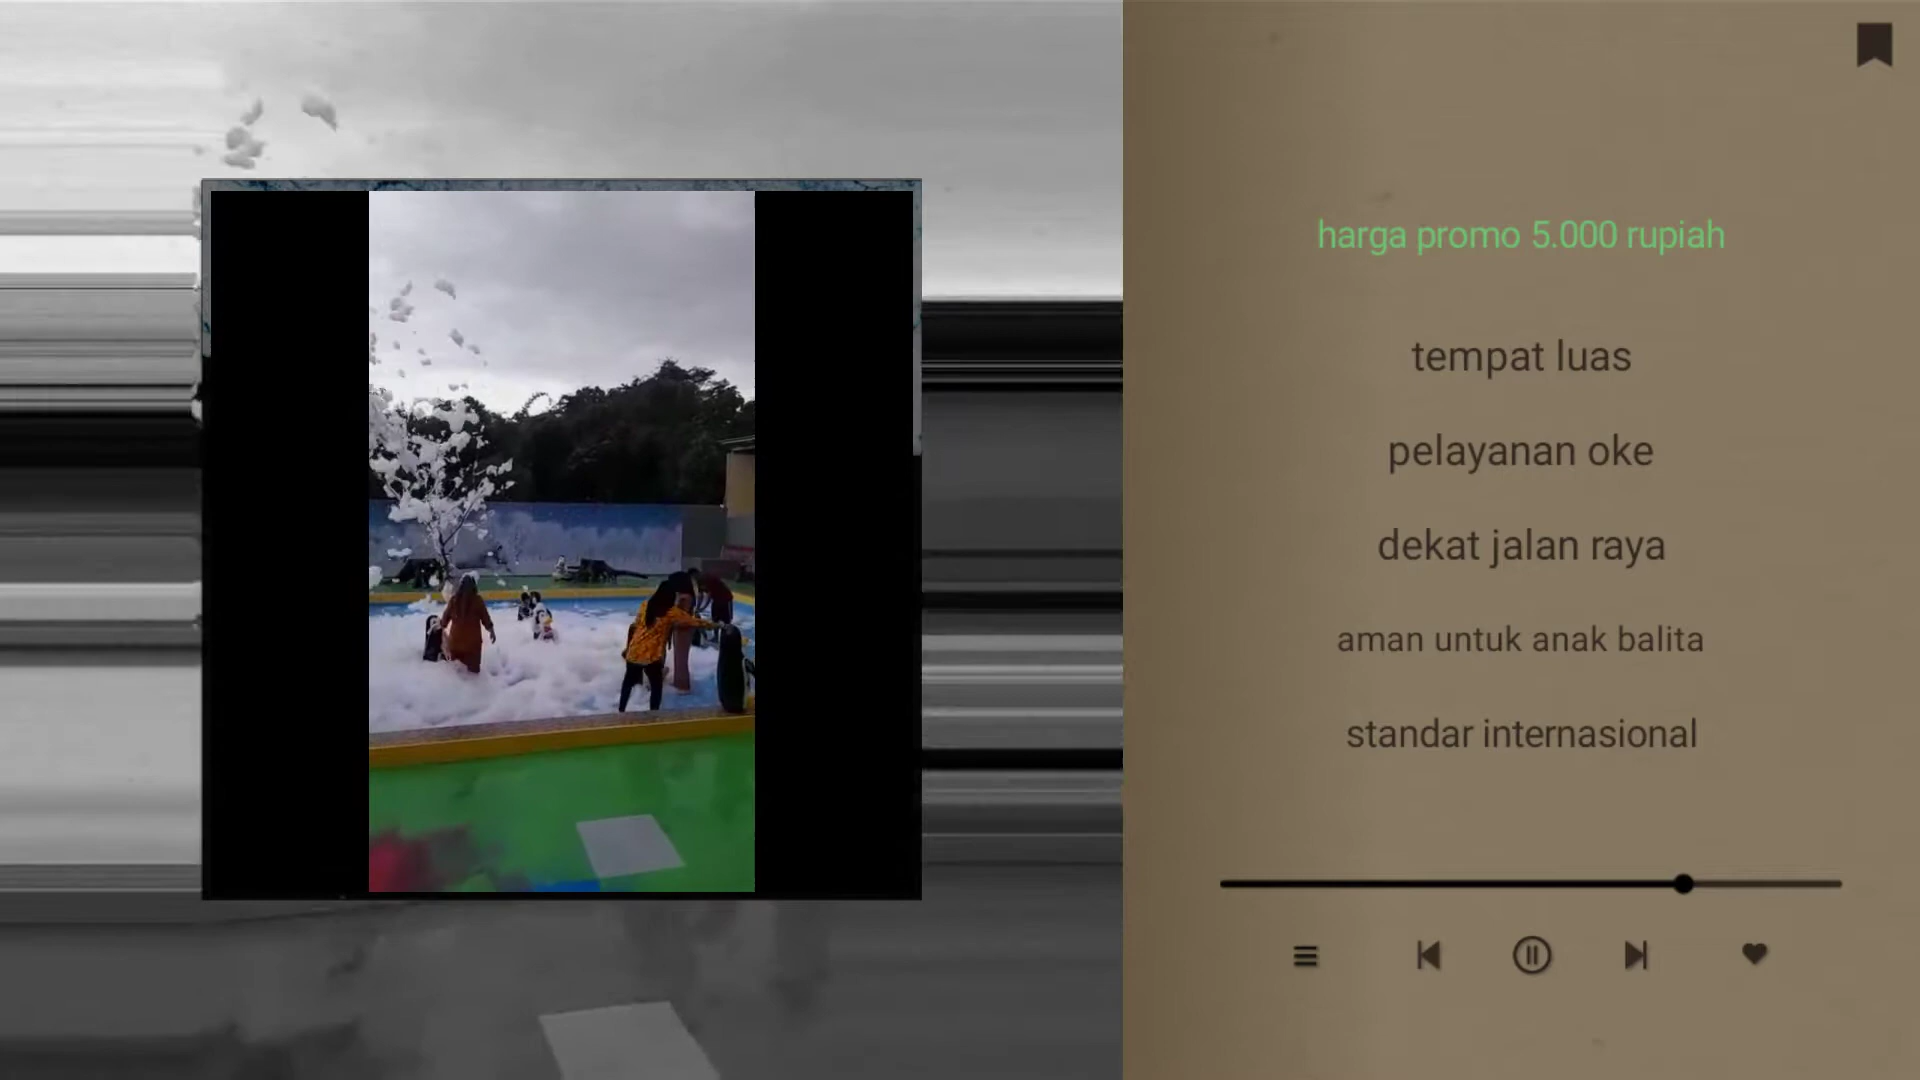 harga promo 5.000 rupiah
tempat luas
pelayanan oke
dekat jalan raya
aman untuk anak balita
standar internasional